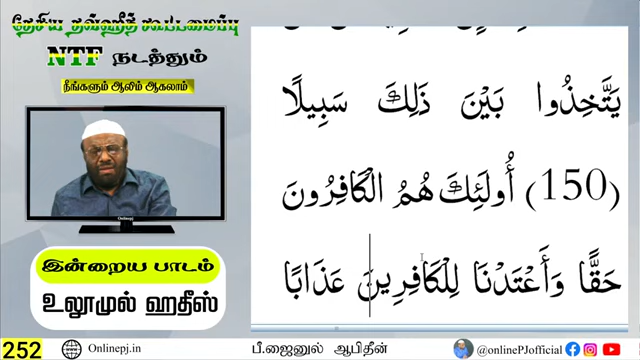 தேசிய தவ்ஹீத் கூட்டமைப்பு
NTF நடத்தும்
நீங்களும் ஆலிம் ஆகலாம்
Onlinepj
இன்றைய பாடம்
உலூமுல் ஹதீஸ்
يَتَّخِذُوا بَيْنَ ذَلِكَ سَبِيلًا
(150) أُولَئِكَ هُمُ الْكَافِرُونَ
حَقًّا وَأَعْتَدْنَا لِلْكَافِرِينَ عَذَابًا
252 Onlinepj.in பீ.ஜைனுல் ஆபிதீன் @onlinePJofficial